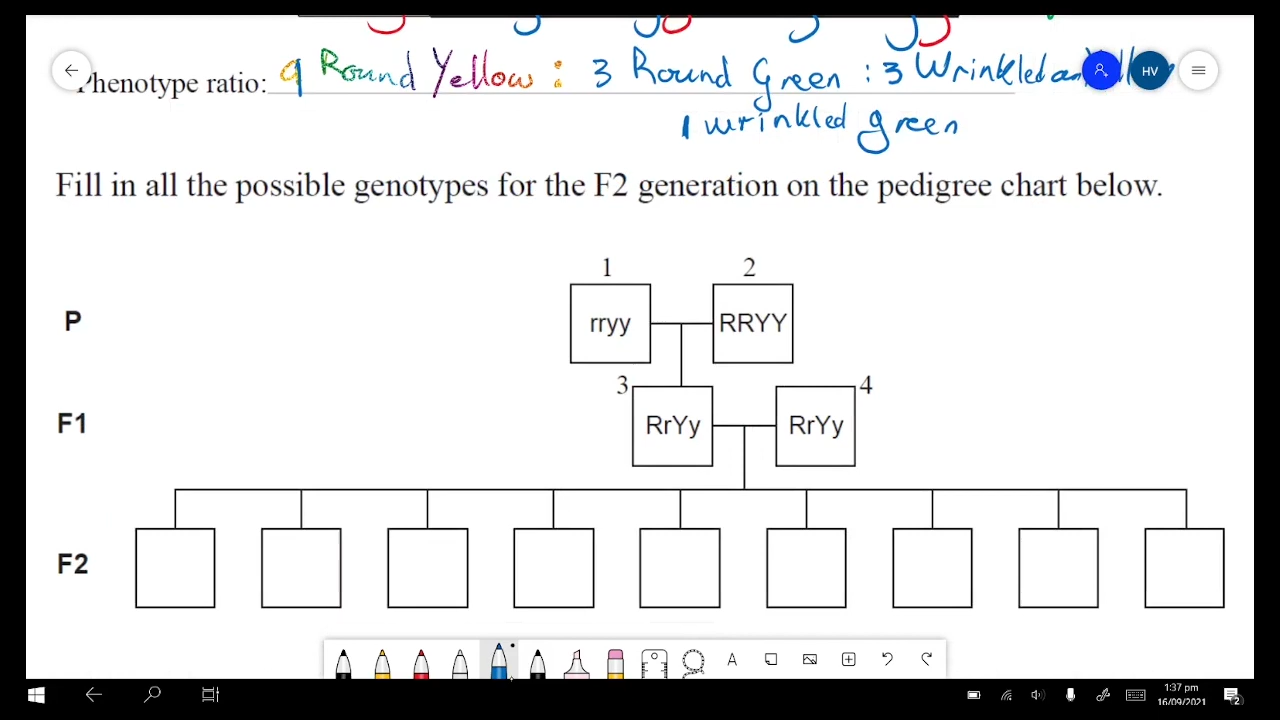 Phenotype ratio: 9 Round Yellow : 3 Round Green : 3 Wrinkled
1 wrinkled green
HV
Fill in all the possible genotypes for the F2 generation on the pedigree chart below.
1 2
P rryy RRYY
3 4
F1 RrYy RrYy
F2
A
1:37 pm
16/09/2021
2